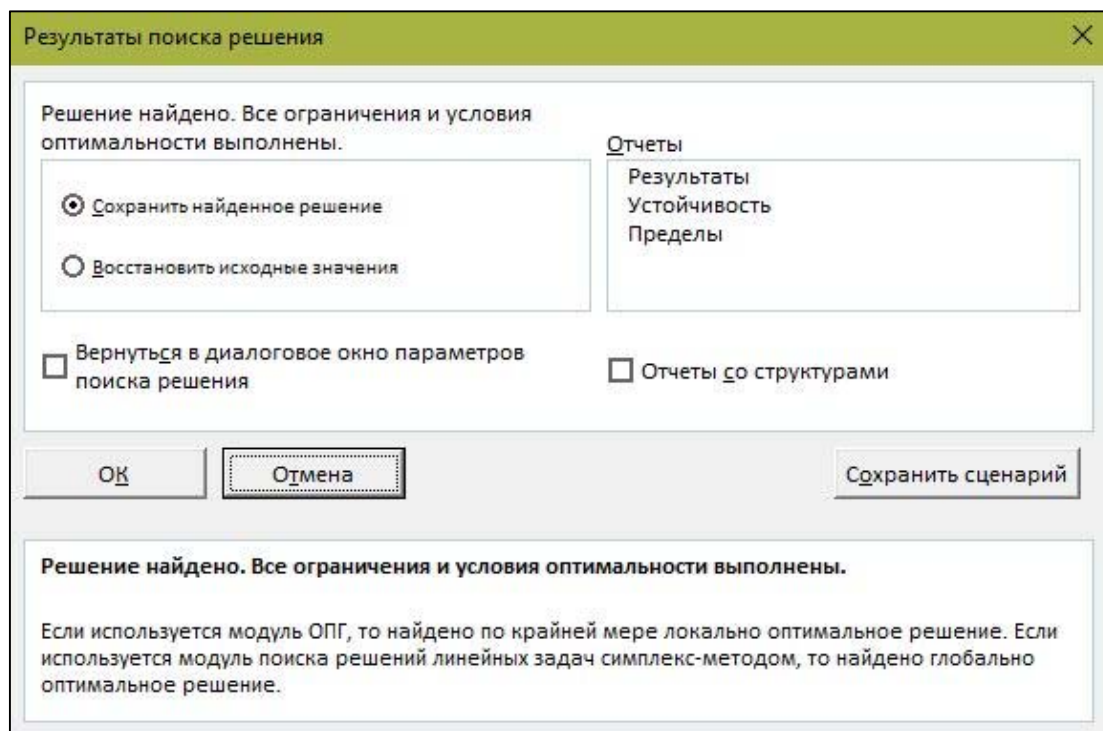 Результаты поиска решения
Решение найдено. Все ограничения и условия
оптимальности выполнены.
Сохранить найденное решение
Восстановить исходные значения
Отчеты
Результаты
Устойчивость
Пределы
Вернуться в диалоговое окно параметров
поиска решения
Отчеты со структурами
ОК
Отмена
Сохранить сценарий
Решение найдено. Все ограничения и условия оптимальности выполнены.
Если используется модуль ОПГ, то найдено по крайней мере локально оптимальное решение. Если
используется модуль поиска решений линейных задач симплекс-методом, то найдено глобально
оптимальное решение.